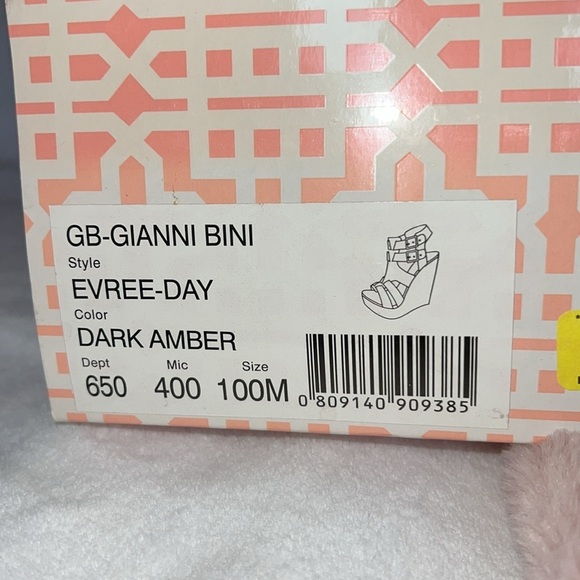 GB-GIANNI BINI
Style
EVREE-DAY
Color
DARK AMBER
Dept Mic Size
650 400 100M
0 809140 909385